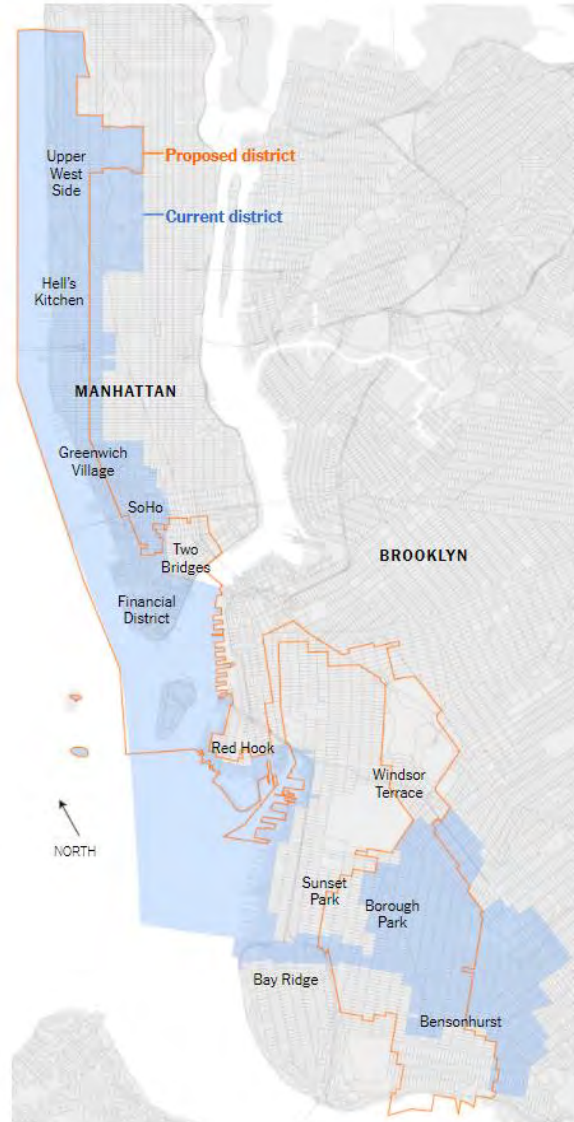 Upper
West
Side
Proposed district
Current district
Hell's
Kitchen
MANHATTAN
Greenwich
Village
SoHo
Two
Bridges
BROOKLYN
Financial
District
Red Hook
Windsor
Terrace
NORTH
Sunset
Park
Borough
Park
Bay Ridge
Bensonhurst